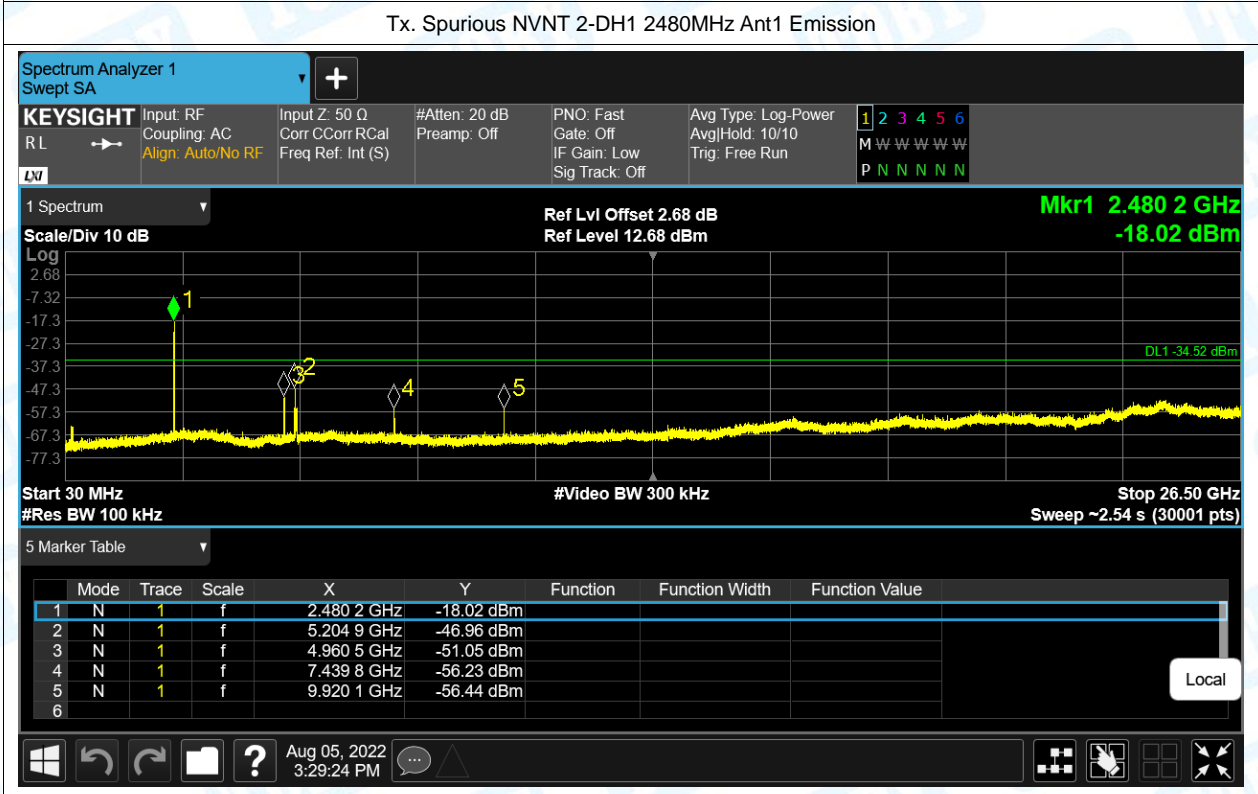 Tx. Spurious NVNT 2-DH1 2480MHz Ant1 Emission
Spectrum Analyzer 1
Swept SA
KEYSIGHT
RL
LXI
Input: RF
Coupling: AC
Align: Auto/No RF
Input Z: 50 Ω
Corr CCorr RCal
Freq Ref: Int (S)
#Atten: 20 dB
Preamp: Off
PNO: Fast
Gate: Off
IF Gain: Low
Sig Track: Off
Avg Type: Log-Power
Avg|Hold: 10/10
Trig: Free Run
1 2 3 4 5 6
M W W W W W
P N N N N N
1 Spectrum
Scale/Div 10 dB
Ref Lvl Offset 2.68 dB
Ref Level 12.68 dBm
Mkr1 2.480 2 GHz
-18.02 dBm
Log
2.68
-7.32
-17.3
-27.3
-37.3
-47.3
-57.3
-67.3
-77.3
1
2
3
4
5
DL1 -34.52 dBm
Start 30 MHz
#Video BW 300 kHz
Stop 26.50 GHz
#Res BW 100 kHz
Sweep ~2.54 s (30001 pts)
5 Marker Table
Mode Trace Scale X Y Function Function Width Function Value
1 N 1 f 2.480 2 GHz -18.02 dBm
2 N 1 f 5.204 9 GHz -46.96 dBm
3 N 1 f 4.960 5 GHz -51.05 dBm
4 N 1 f 7.439 8 GHz -56.23 dBm
5 N 1 f 9.920 1 GHz -56.44 dBm
6
Local
?
Aug 05, 2022
3:29:24 PM